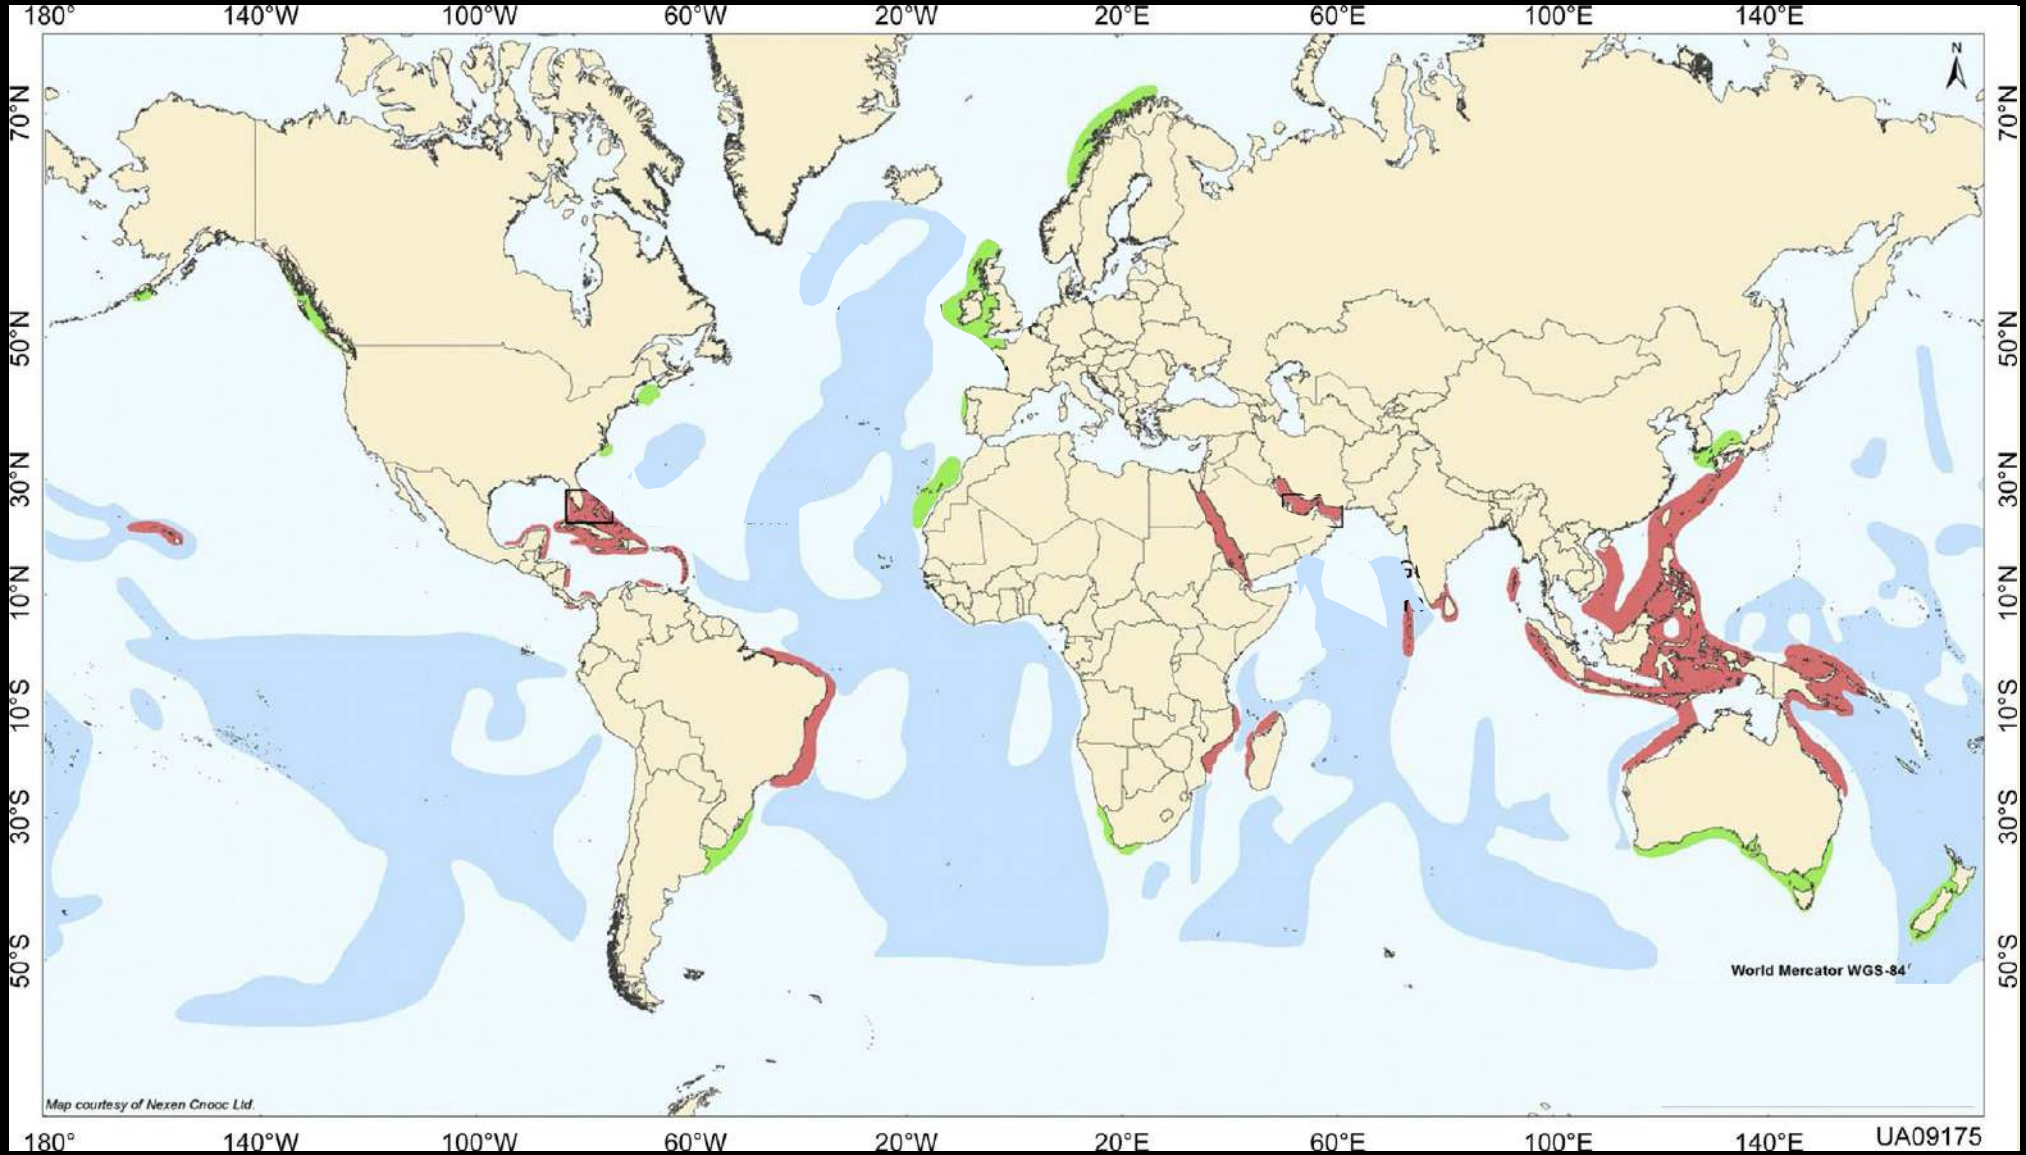 180° 140°W 100°W 60°W 20°W 20°E 60°E 100°E 140°E
N
70°N 70°N
50°N 50°N
30°N 30°N
10°N 10°N
10°S 10°S
30°S 30°S
50°S 50°S
World Mercator WGS-84
Map courtesy of Nexen Cnooc Ltd.
180° 140°W 100°W 60°W 20°W 20°E 60°E 100°E 140°E
UA09175